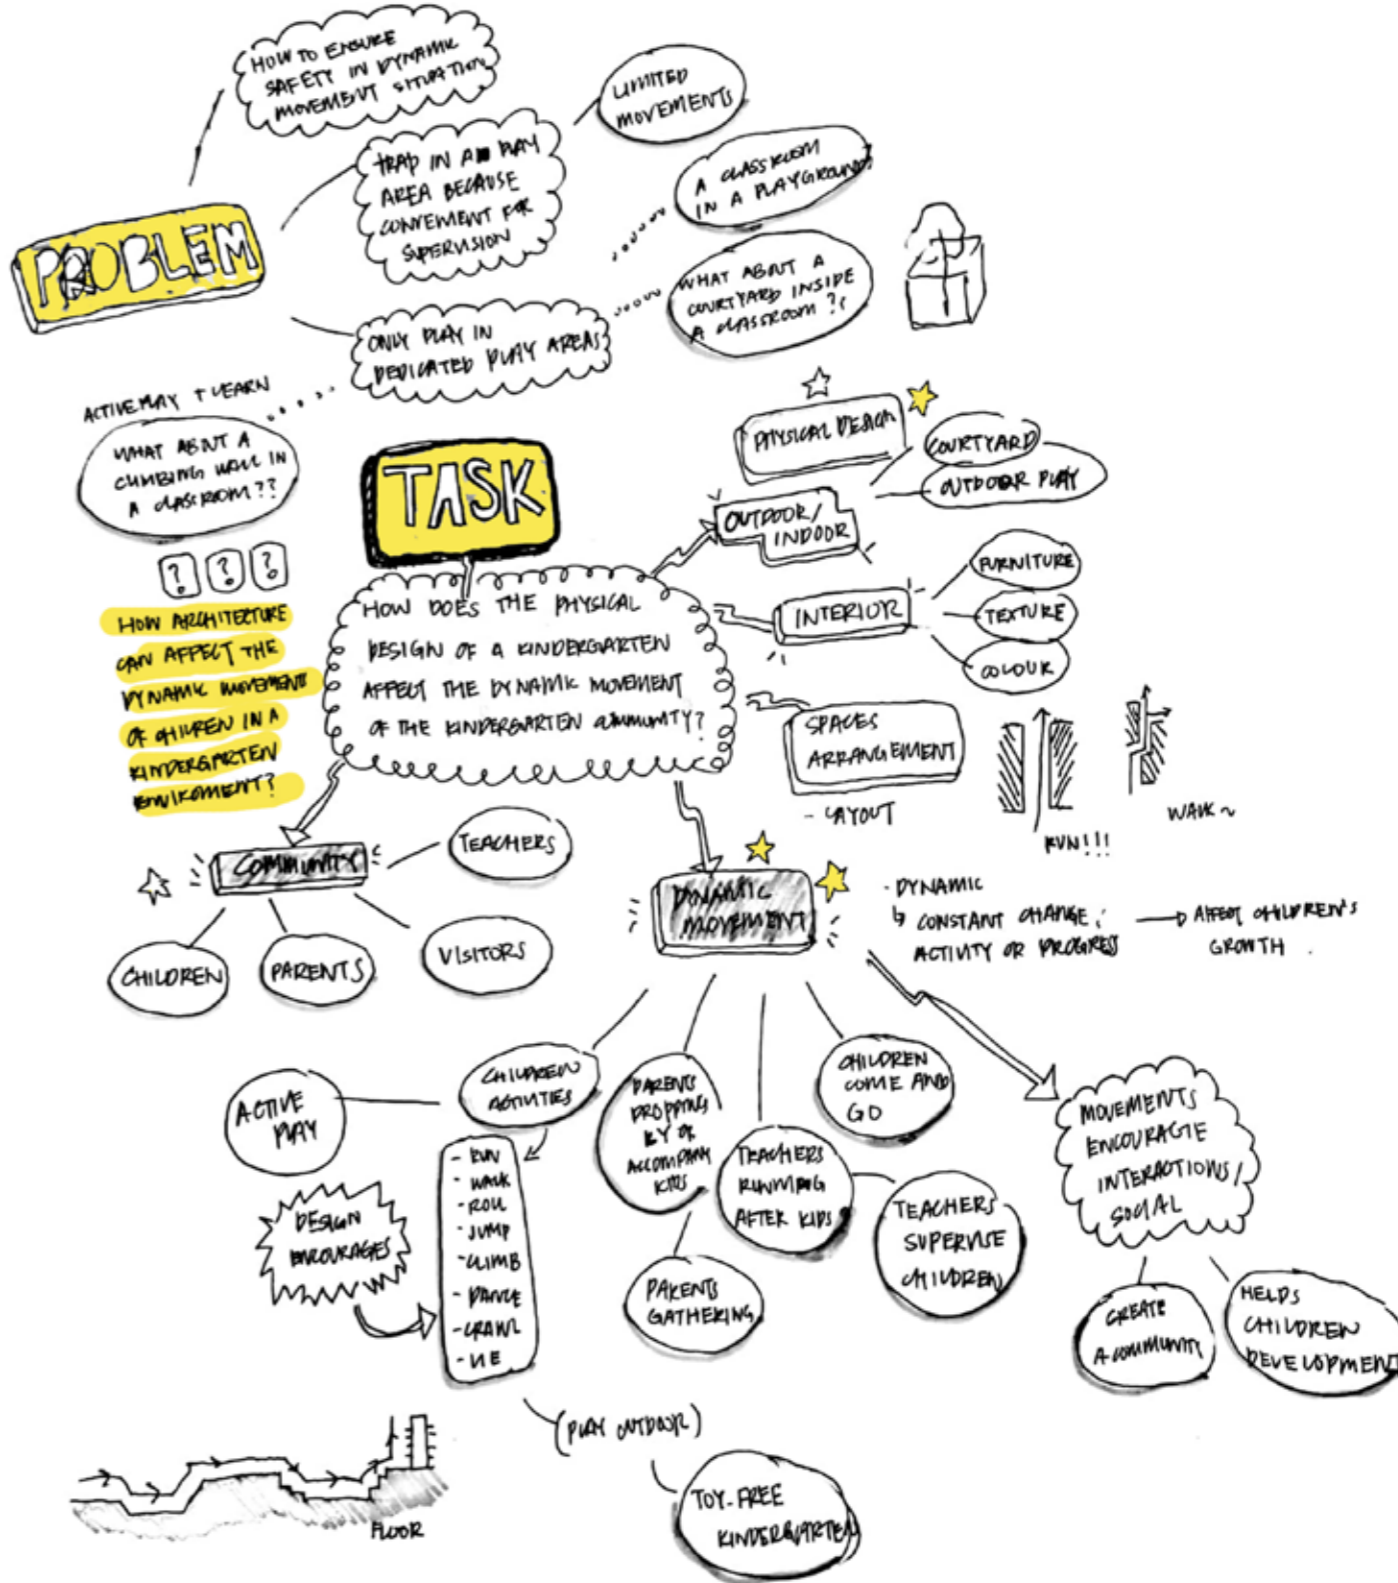 HOW TO ENSURE
SAFETY IN DYNAMIC
MOVEMENT SITUATION
LIMITED
MOVEMENTS
TRAP IN A PLAY
AREA BECAUSE
CONVENIENT FOR
SUPERVISION
A CLASSROOM
IN A PLAYGROUND
PROBLEM
WHAT ABOUT A
COURTYARD INSIDE
A CLASSROOM??
ONLY PLAY IN
DEDICATED PLAY AREAS
ACTIVE PLAY + LEARN
WHAT ABOUT A
CLIMBING WALL IN
A CLASSROOM??
? ? ?
HOW ARCHITECTURE
CAN AFFECT THE
DYNAMIC MOVEMENT
OF CHILDREN IN A
KINDERGARTEN
ENVIROMENT?
TASK
HOW DOES THE PHYSICAL
DESIGN OF A KINDERGARTEN
AFFECT THE DYNAMIC MOVEMENT
OF THE KINDERGARTEN COMMUNITY?
PHYSICAL DESIGN
COURTYARD
OUTDOOR PLAY
OUTDOOR/
INDOOR
INTERIOR
FURNITURE
TEXTURE
COLOUR
SPACES
ARRANGEMENT
- LAYOUT
RUN!!!
WALK ~
COMMUNITY
TEACHERS
CHILDREN
PARENTS
VISITORS
DYNAMIC
MOVEMENT
- DYNAMIC
↳ CONSTANT CHANGE,
ACTIVITY OR PROGRESS
→ AFFECT CHILDREN'S
GROWTH.
CHILDREN
ACTIVITIES
ACTIVE
PLAY
- RUN
- WALK
- ROLL
- JUMP
- CLIMB
- DANCE
- CRAWL
- LIE
DESIGN
ENCOURAGES
PARENTS
DROPPING
BY OR
ACCOMPANY
KIDS
PARENTS
GATHERING
TEACHERS
RUNNING
AFTER KIDS
TEACHERS
SUPERVISE
CHILDREN
CHILDREN
COME AND
GO
MOVEMENTS
ENCOURAGE
INTERACTIONS/
SOCIAL
CREATE
A COMMUNITY
HELPS
CHILDREN
DEVELOPMENT
(PLAY OUTDOOR)
TOY-FREE
KINDERGARTEN
FLOOR